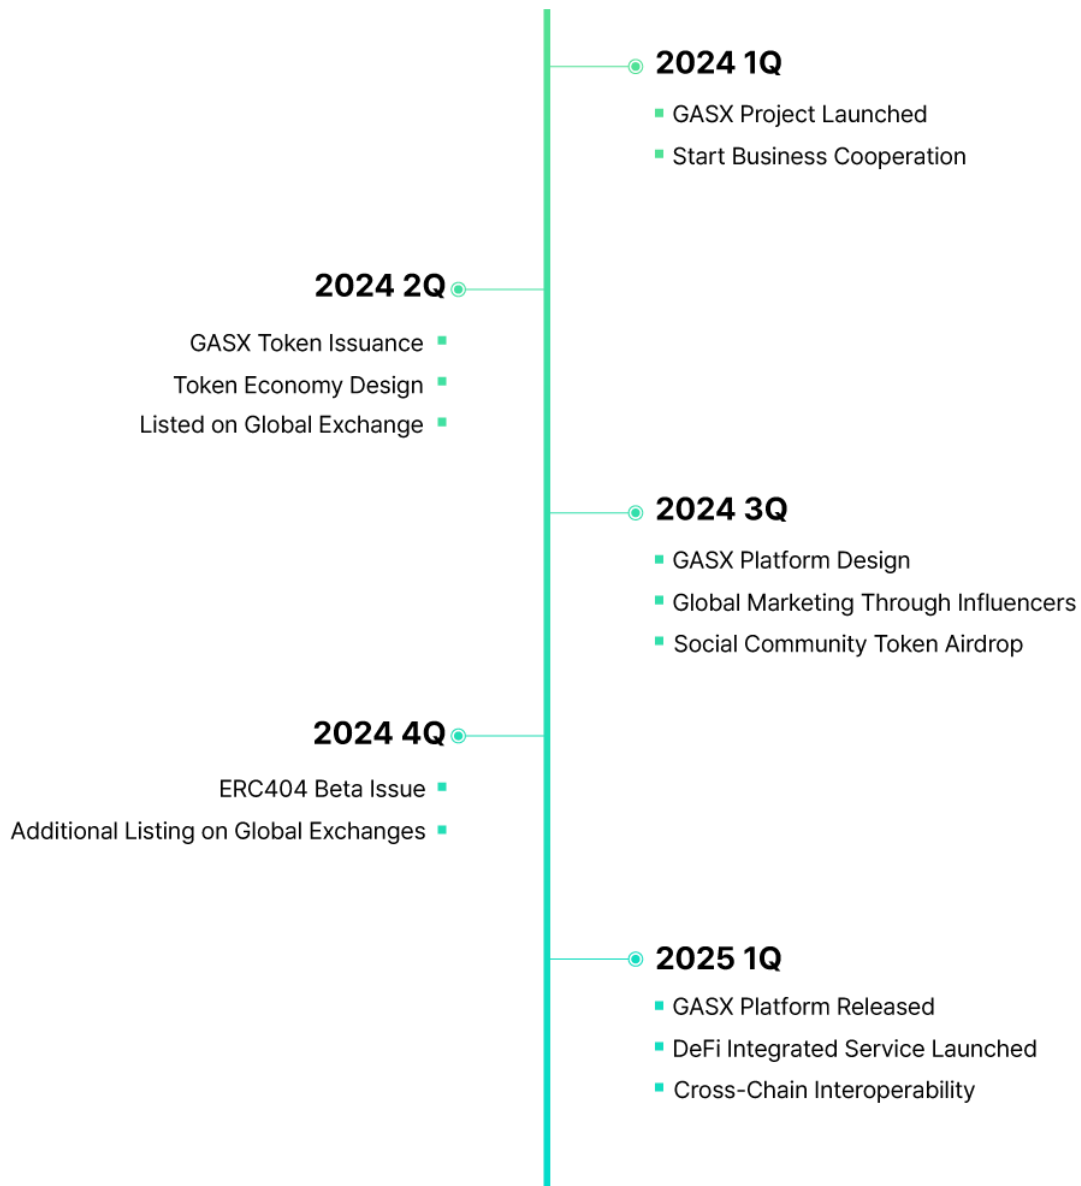 2024 1Q
GASX Project Launched
Start Business Cooperation
2024 2Q
GASX Token Issuance
Token Economy Design
Listed on Global Exchange
2024 3Q
GASX Platform Design
Global Marketing Through Influencers
Social Community Token Airdrop
2024 4Q
ERC404 Beta Issue
Additional Listing on Global Exchanges
2025 1Q
GASX Platform Released
DeFi Integrated Service Launched
Cross-Chain Interoperability